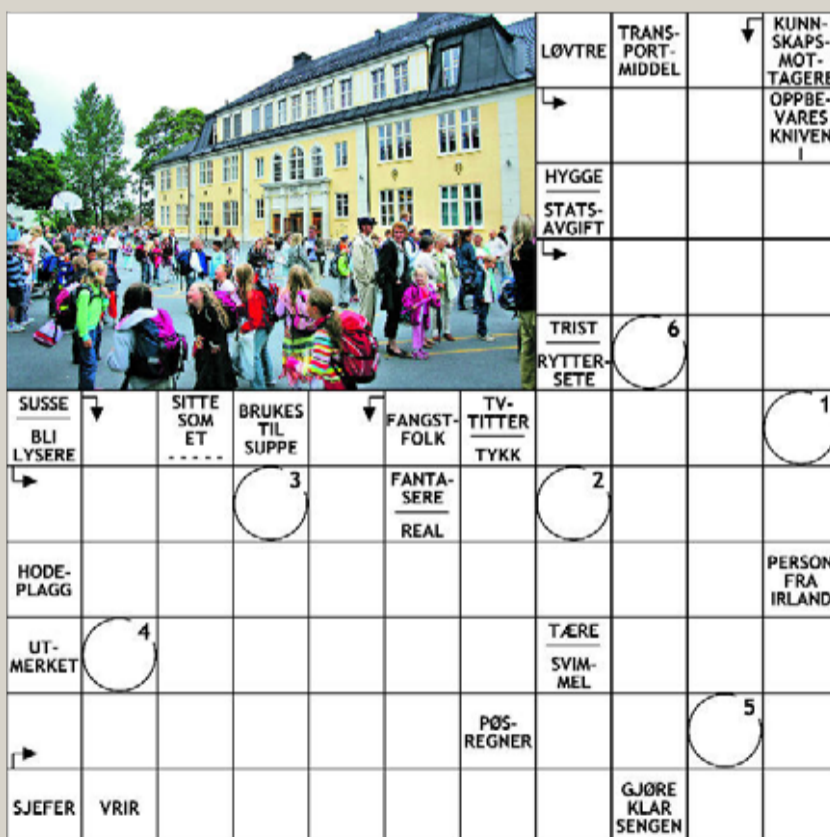 LØVTRE
TRANS-
PORT-
MIDDEL
KUNN-
SKAPS-
MOT-
TAGERE
OPPBE-
VARES
KNIVEN
I
HYGGE
STATS-
AVGIFT
TRIST
6
RYTTER-
SETE
SUSSE
BLI
LYSERE
SITTE
SOM
ET
- - - - -
BRUKES
TIL
SUPPE
FANGST-
FOLK
TV-
TITTER
TYKK
1
3
FANTA-
SERE
REAL
2
HODE-
PLAGG
PERSON
FRA
IRLAND
UT-
MERKET
4
TÆRE
SVIM-
MEL
PØS-
REGNER
5
SJEFER
VRIR
GJØRE
KLAR
SENGEN